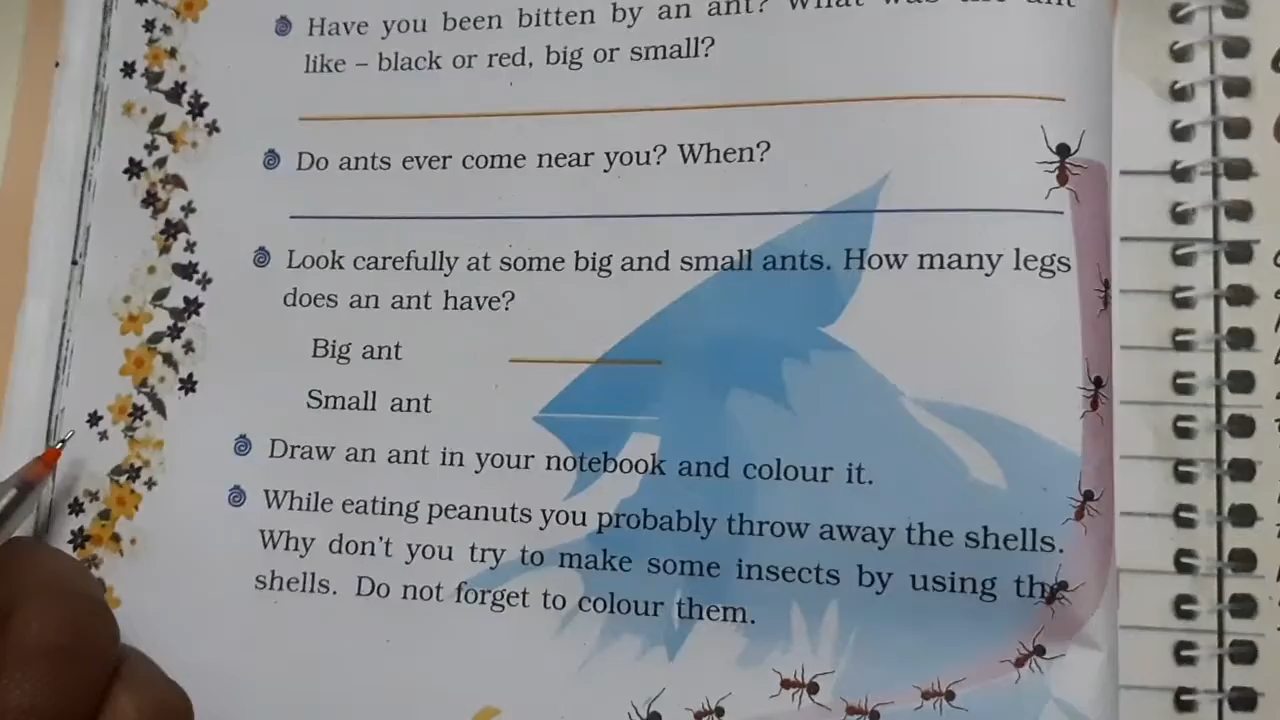 Have you been bitten by an ant? What was the ant
like – black or red, big or small?
Do ants ever come near you? When?
Look carefully at some big and small ants. How many legs
does an ant have?
Big ant
Small ant
Draw an ant in your notebook and colour it.
While eating peanuts you probably throw away the shells.
Why don't you try to make some insects by using the
shells. Do not forget to colour them.